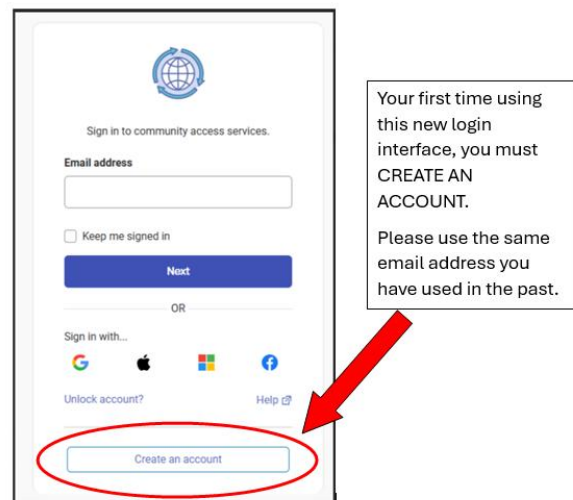 Sign in to community access services.
Email address
Keep me signed in
Next
OR
Sign in with...
Unlock account?
Help
Create an account
Your first time using
this new login
interface, you must
CREATE AN
ACCOUNT.
Please use the same
email address you
have used in the past.